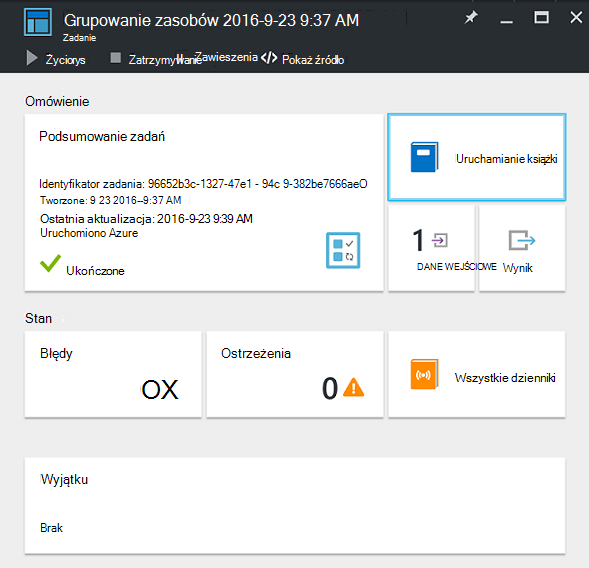 Grupowanie zasobów 2016-9-23 9:37 AM
Zadanie
Życiorys
Zatrzymywanie
Zawieszenia
Pokaż źródło
Omówienie
Podsumowanie zadań
Identyfikator zadania: 96652b3c-1327-47e1 - 94c 9-382be7666aeO
Tworzone: 9 23 2016–9:37 AM
Ostatnia aktualizacja: 2016-9-23 9:39 AM
Uruchomiono Azure
Ukończone
Uruchamianie książki
1
DANE WEJŚCIOWE
Wynik
Stan
Błędy
OX
Ostrzeżenia
0
Wszystkie dzienniki
Wyjątku
Brak